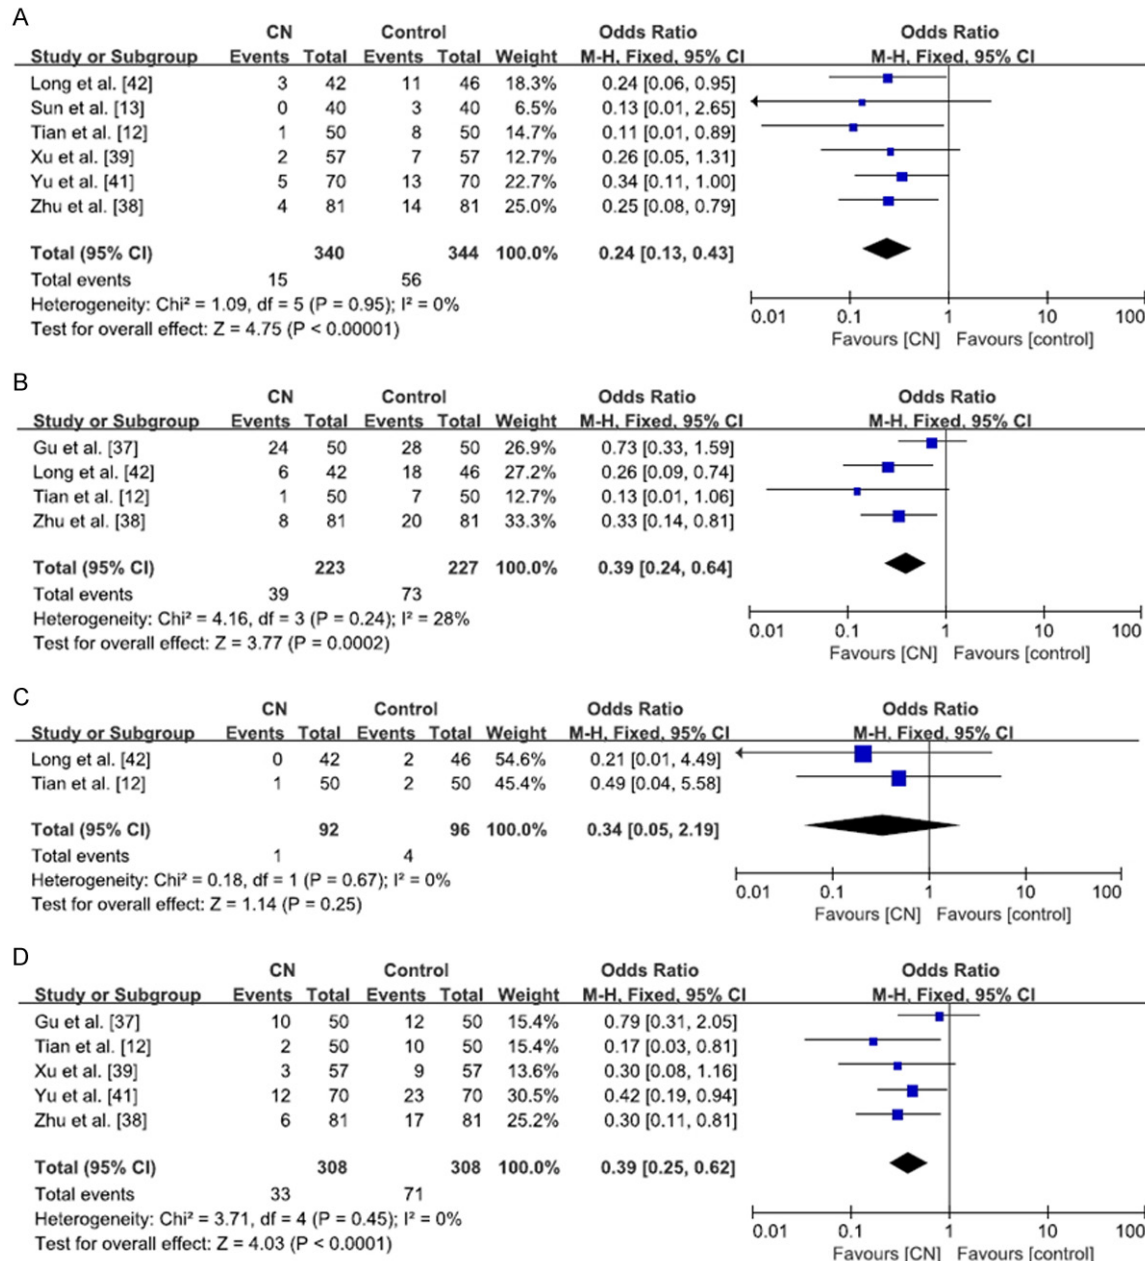 A
CN Control Odds Ratio Odds Ratio
Study or Subgroup Events Total Events Total Weight M-H, Fixed, 95% CI M-H, Fixed, 95% CI
Long et al. [42] 3 42 11 46 18.3% 0.24 [0.06, 0.95]
Sun et al. [13] 0 40 3 40 6.5% 0.13 [0.01, 2.65]
Tian et al. [12] 1 50 8 50 14.7% 0.11 [0.01, 0.89]
Xu et al. [39] 2 57 7 57 12.7% 0.26 [0.05, 1.31]
Yu et al. [41] 5 70 13 70 22.7% 0.34 [0.11, 1.00]
Zhu et al. [38] 4 81 14 81 25.0% 0.25 [0.08, 0.79]
Total (95% CI) 340 344 100.0% 0.24 [0.13, 0.43]
Total events 15 56
Heterogeneity: Chi² = 1.09, df = 5 (P = 0.95); I² = 0%
Test for overall effect: Z = 4.75 (P < 0.00001)
0.01 0.1 1 10 100
Favours [CN] Favours [control]
B
CN Control Odds Ratio Odds Ratio
Study or Subgroup Events Total Events Total Weight M-H, Fixed, 95% CI M-H, Fixed, 95% CI
Gu et al. [37] 24 50 28 50 26.9% 0.73 [0.33, 1.59]
Long et al. [42] 6 42 18 46 27.2% 0.26 [0.09, 0.74]
Tian et al. [12] 1 50 7 50 12.7% 0.13 [0.01, 1.06]
Zhu et al. [38] 8 81 20 81 33.3% 0.33 [0.14, 0.81]
Total (95% CI) 223 227 100.0% 0.39 [0.24, 0.64]
Total events 39 73
Heterogeneity: Chi² = 4.16, df = 3 (P = 0.24); I² = 28%
Test for overall effect: Z = 3.77 (P = 0.0002)
0.01 0.1 1 10 100
Favours [CN] Favours [control]
C
CN Control Odds Ratio Odds Ratio
Study or Subgroup Events Total Events Total Weight M-H, Fixed, 95% CI M-H, Fixed, 95% CI
Long et al. [42] 0 42 2 46 54.6% 0.21 [0.01, 4.49]
Tian et al. [12] 1 50 2 50 45.4% 0.49 [0.04, 5.58]
Total (95% CI) 92 96 100.0% 0.34 [0.05, 2.19]
Total events 1 4
Heterogeneity: Chi² = 0.18, df = 1 (P = 0.67); I² = 0%
Test for overall effect: Z = 1.14 (P = 0.25)
0.01 0.1 1 10 100
Favours [CN] Favours [control]
D
CN Control Odds Ratio Odds Ratio
Study or Subgroup Events Total Events Total Weight M-H, Fixed, 95% CI M-H, Fixed, 95% CI
Gu et al. [37] 10 50 12 50 15.4% 0.79 [0.31, 2.05]
Tian et al. [12] 2 50 10 50 15.4% 0.17 [0.03, 0.81]
Xu et al. [39] 3 57 9 57 13.6% 0.30 [0.08, 1.16]
Yu et al. [41] 12 70 23 70 30.5% 0.42 [0.19, 0.94]
Zhu et al. [38] 6 81 17 81 25.2% 0.30 [0.11, 0.81]
Total (95% CI) 308 308 100.0% 0.39 [0.25, 0.62]
Total events 33 71
Heterogeneity: Chi² = 3.71, df = 4 (P = 0.45); I² = 0%
Test for overall effect: Z = 4.03 (P < 0.0001)
0.01 0.1 1 10 100
Favours [CN] Favours [control]